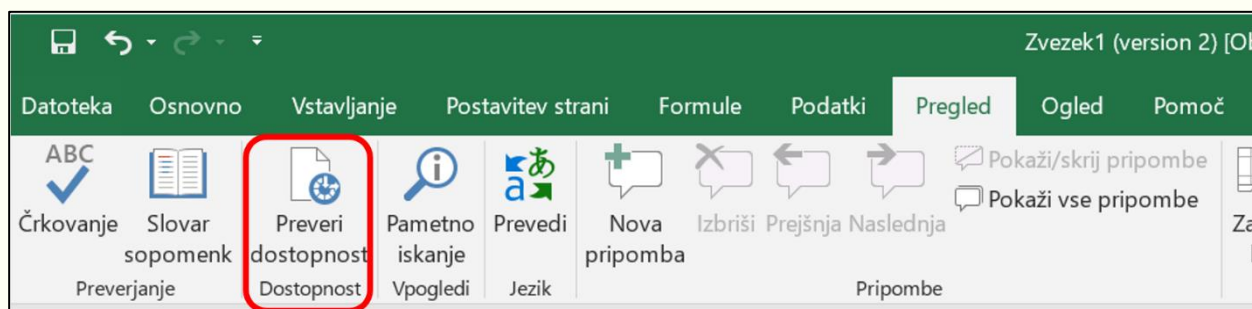 Zvezek1 (version 2) [Ob
Datoteka Osnovno Vstavljanje Postavitev strani Formule Podatki Pregled Ogled Pomoč
ABC
Črkovanje
Slovar
sopomenk
Preverjanje
Preveri
dostopnost
Dostopnost
Pametno
iskanje
Vpogledi
あ
a
Prevedi
Jezik
Nova
pripomba
Izbriši
Prejšnja
Naslednja
Pokaži/skrij pripombe
Pokaži vse pripombe
Pripombe
Za